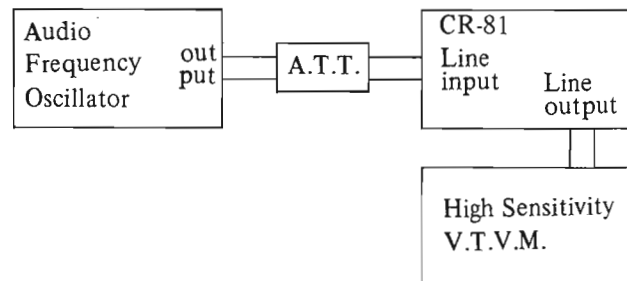 Audio
Frequency
Oscillator
out
put
A.T.T.
CR-81
Line
input
Line
output
High Sensitivity
V.T.V.M.